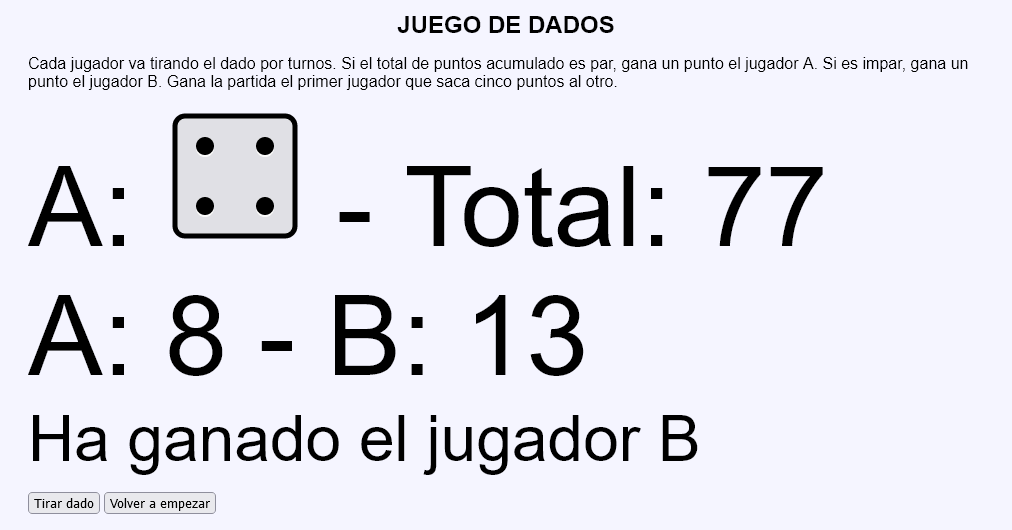 JUEGO DE DADOS
Cada jugador va tirando el dado por turnos. Si el total de puntos acumulado es par, gana un punto el jugador A. Si es impar, gana un
punto el jugador B. Gana la partida el primer jugador que saca cinco puntos al otro.
A: - Total: 77
A: 8 - B: 13
Ha ganado el jugador B
Tirar dado Volver a empezar